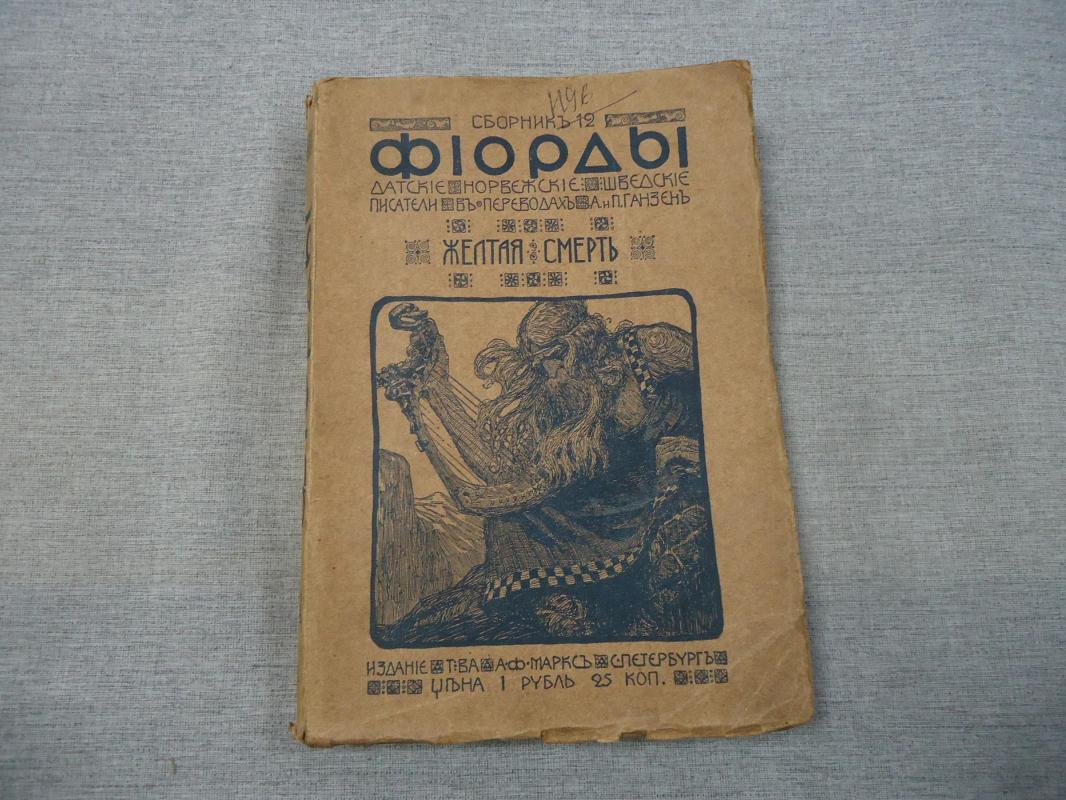 СБОРНИКЪ 12
ФІОРДЫ
ДАТСКІЕ НОРВЕЖСКІЕ ШВЕДСКІЕ
ПИСАТЕЛИ ВЪ ПЕРЕВОДАХЪ А. и П. ГАНЗЕНЪ
ЖЕЛТАЯ СМЕРТЬ
ИЗДАНІЕ Т-ВА А·Ф·МАРКСЪ С-ПЕТЕРБУРГЪ
ЦѢНА 1 РУБЛЬ 25 КОП.